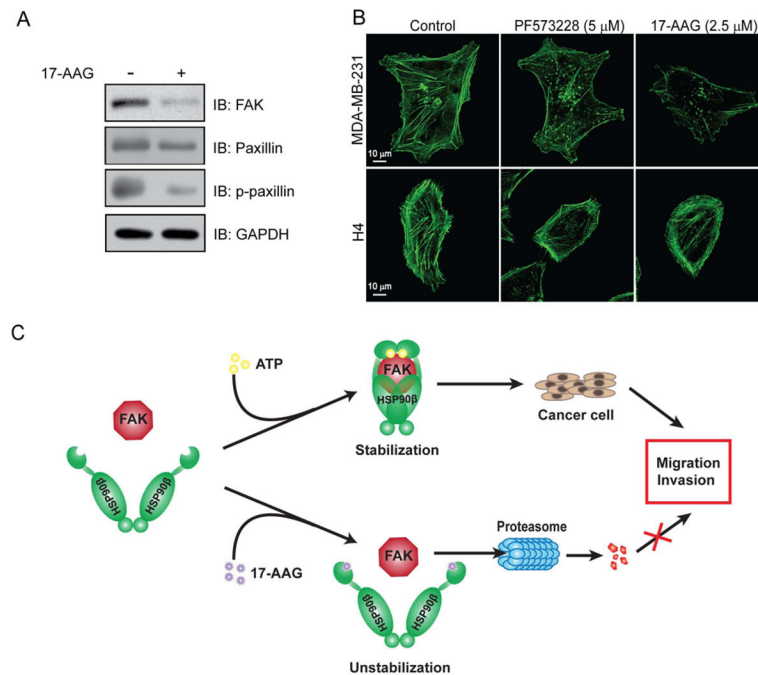 A
17-AAG - +
IB: FAK
IB: Paxillin
IB: p-paxillin
IB: GAPDH
B
Control PF573228 (5 μM) 17-AAG (2.5 μM)
MDA-MB-231
10 μm
H4
10 μm
C
ATP
FAK
HSP90β HSP90β
FAK
HSP90β
Stabilization
Cancer cell
Migration
Invasion
17-AAG
FAK
HSP90β HSP90β
Unstabilization
Proteasome